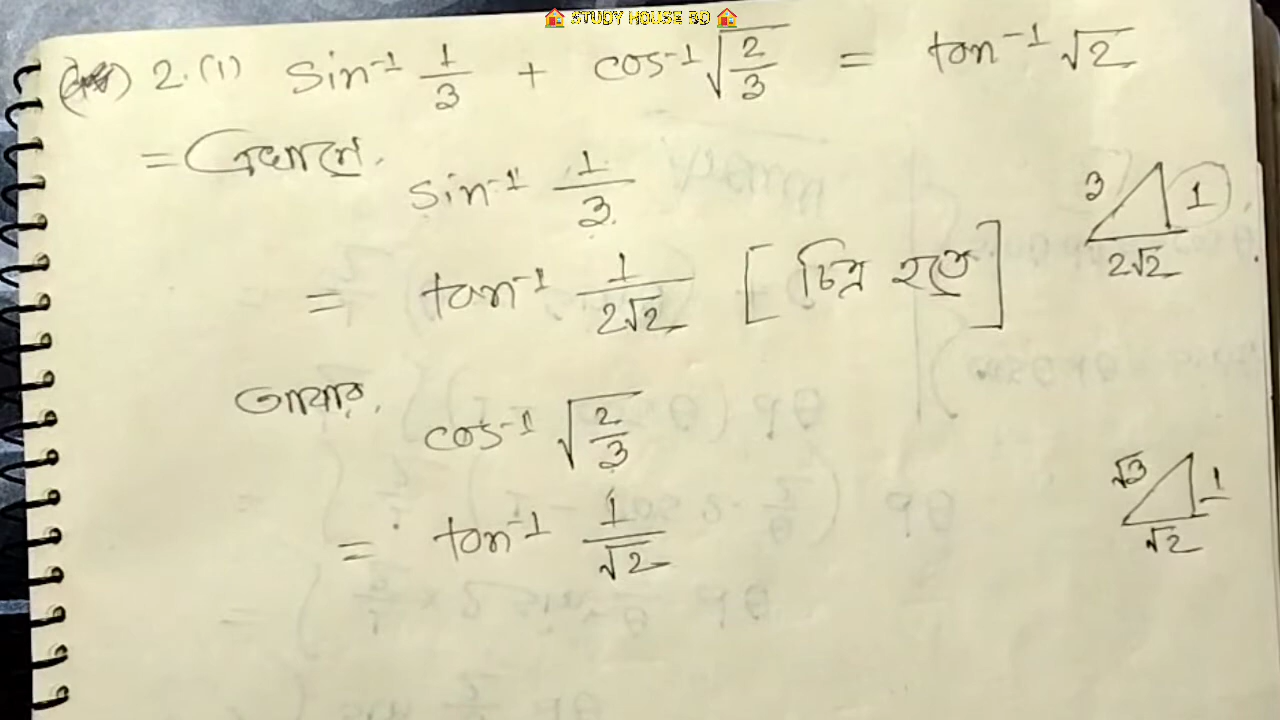 🏠 STUDY HOUSE BD 🏠
2.(1) sin⁻¹ 1/3 + cos⁻¹ √(2/3) = tan⁻¹ √2
= এখানে,
sin⁻¹ 1/3
3 1
2√2
= tan⁻¹ 1/(2√2) [চিত্র হতে]
আবার,
cos⁻¹ √(2/3)
√3 1
√2
= tan⁻¹ 1/√2